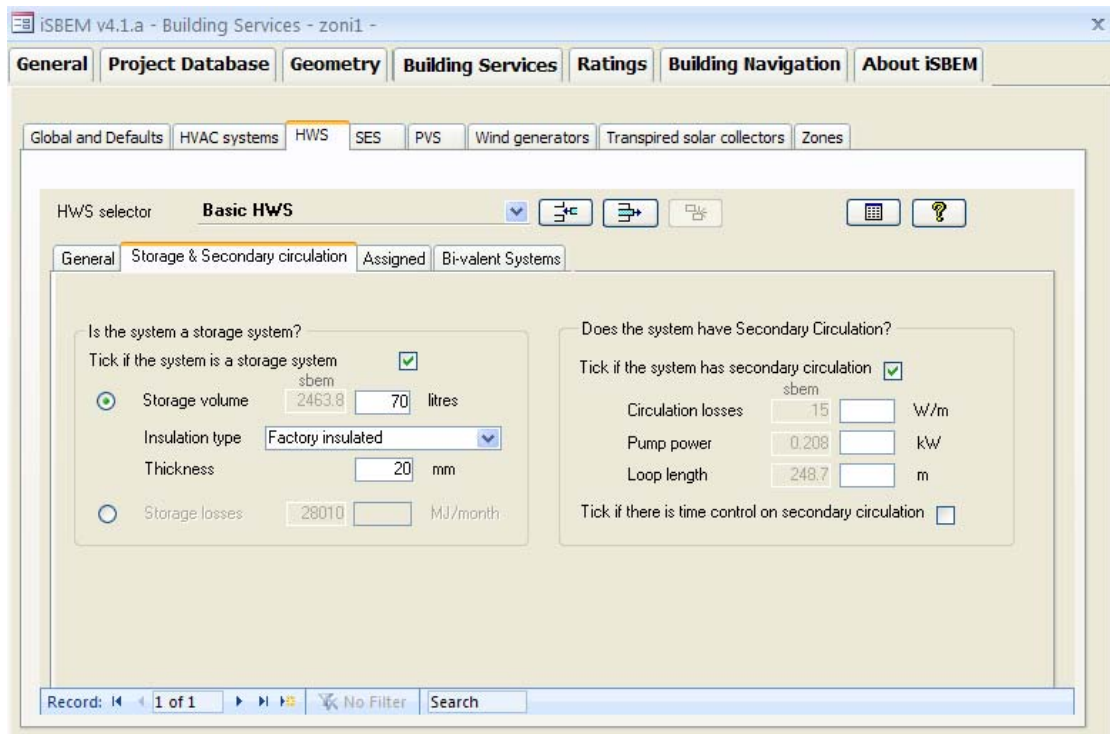 iSBEM v4.1.a - Building Services - zoni1 -
x
General Project Database Geometry Building Services Ratings Building Navigation About iSBEM
Global and Defaults HVAC systems HWS SES PVS Wind generators Transpired solar collectors Zones
HWS selector Basic HWS
General Storage & Secondary circulation Assigned Bi-valent Systems
Is the system a storage system?
Tick if the system is a storage system
sbem
Storage volume 2463.8 70 litres
Insulation type Factory insulated
Thickness 20 mm
Storage losses 28010 MJ/month
Does the system have Secondary Circulation?
Tick if the system has secondary circulation
sbem
Circulation losses 15 W/m
Pump power 0.208 kW
Loop length 248.7 m
Tick if there is time control on secondary circulation
Record: 1 of 1 No Filter Search